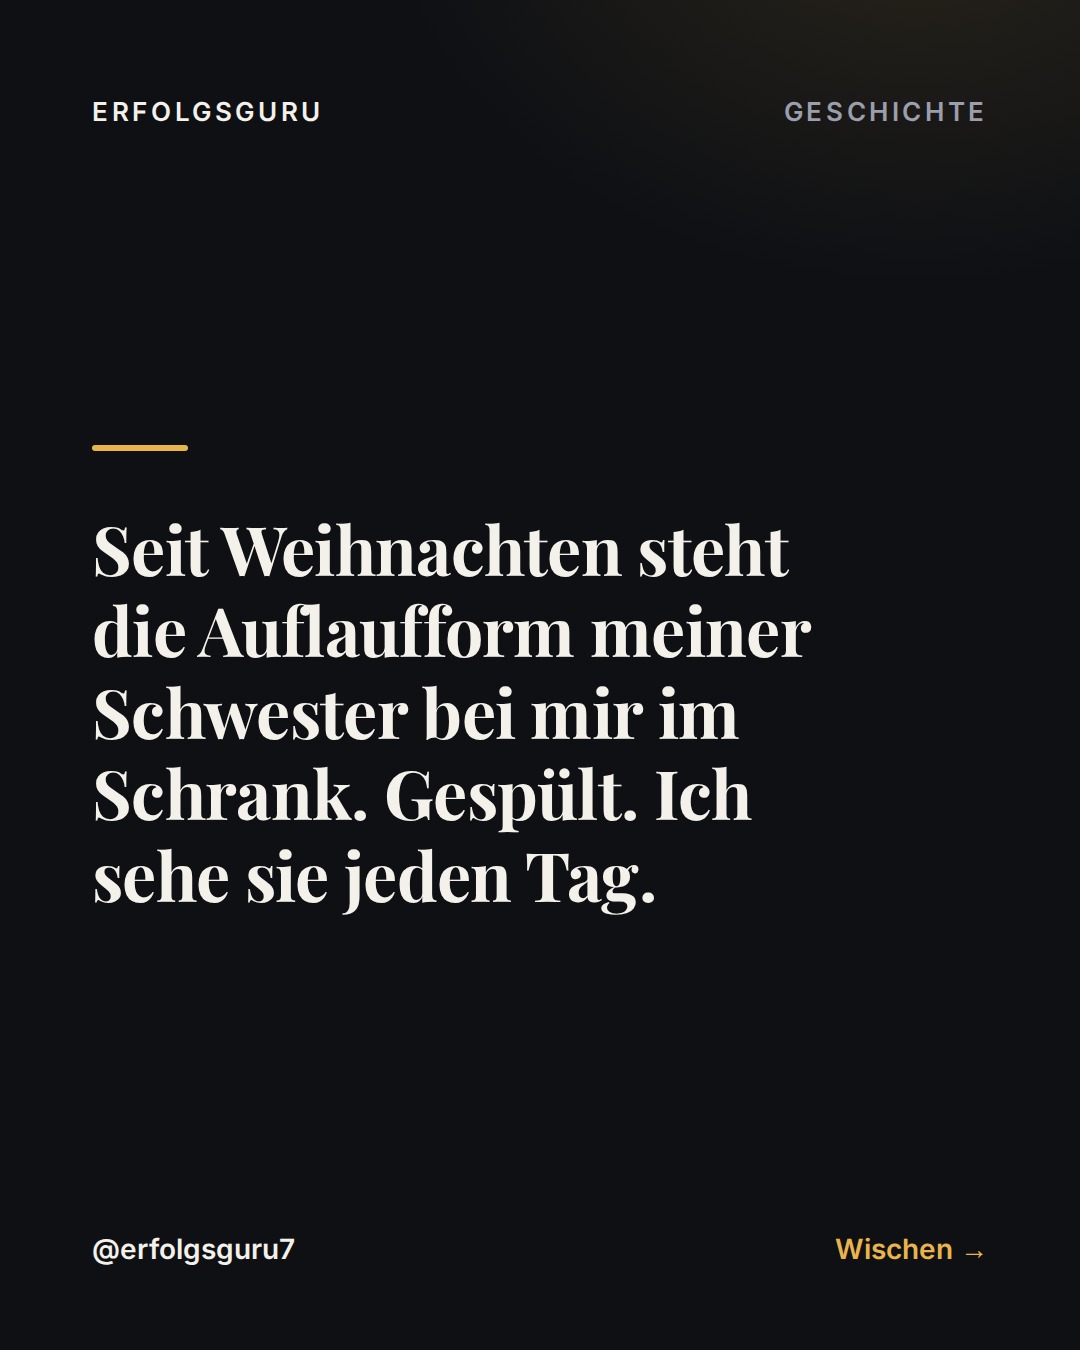 ERFOLGSGURU
GESCHICHTE
Seit Weihnachten steht
die Auflaufform meiner
Schwester bei mir im
Schrank. Gespült. Ich
sehe sie jeden Tag.
@erfolgsguru7
Wischen →